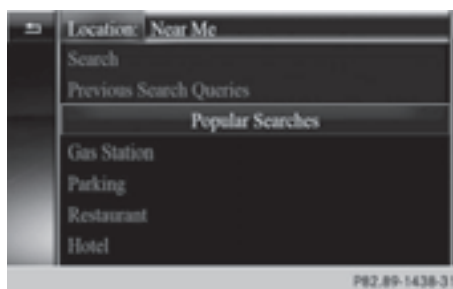 Location: Near Me
Search
Previous Search Queries
Popular Searches
Gas Station
Parking
Restaurant
Hotel
P82.89-1438-31